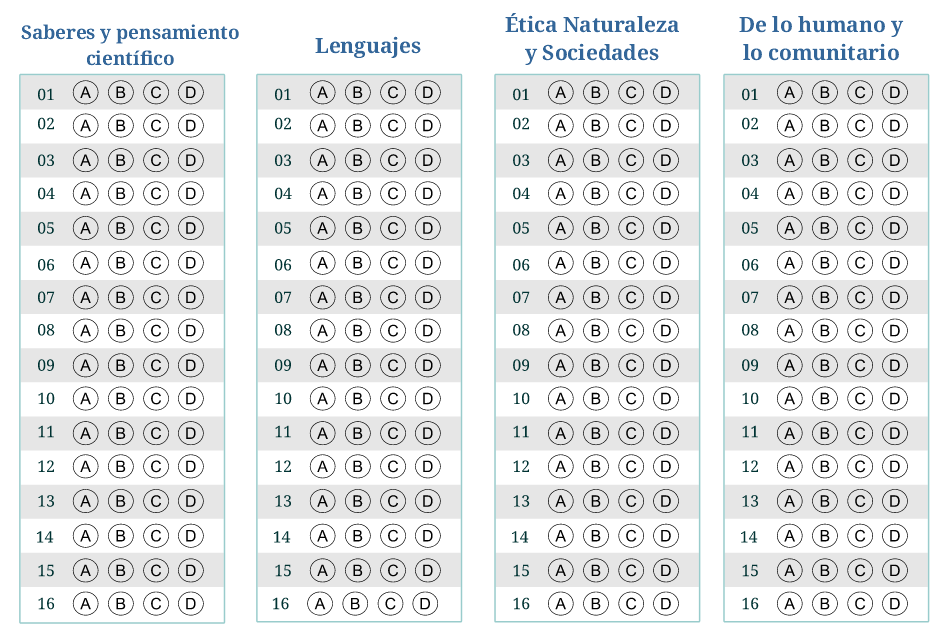 Saberes y pensamiento
científico
01 A B C D
02 A B C D
03 A B C D
04 A B C D
05 A B C D
06 A B C D
07 A B C D
08 A B C D
09 A B C D
10 A B C D
11 A B C D
12 A B C D
13 A B C D
14 A B C D
15 A B C D
16 A B C D
Lenguajes
01 A B C D
02 A B C D
03 A B C D
04 A B C D
05 A B C D
06 A B C D
07 A B C D
08 A B C D
09 A B C D
10 A B C D
11 A B C D
12 A B C D
13 A B C D
14 A B C D
15 A B C D
16 A B C D
Ética Naturaleza
y Sociedades
01 A B C D
02 A B C D
03 A B C D
04 A B C D
05 A B C D
06 A B C D
07 A B C D
08 A B C D
09 A B C D
10 A B C D
11 A B C D
12 A B C D
13 A B C D
14 A B C D
15 A B C D
16 A B C D
De lo humano y
lo comunitario
01 A B C D
02 A B C D
03 A B C D
04 A B C D
05 A B C D
06 A B C D
07 A B C D
08 A B C D
09 A B C D
10 A B C D
11 A B C D
12 A B C D
13 A B C D
14 A B C D
15 A B C D
16 A B C D